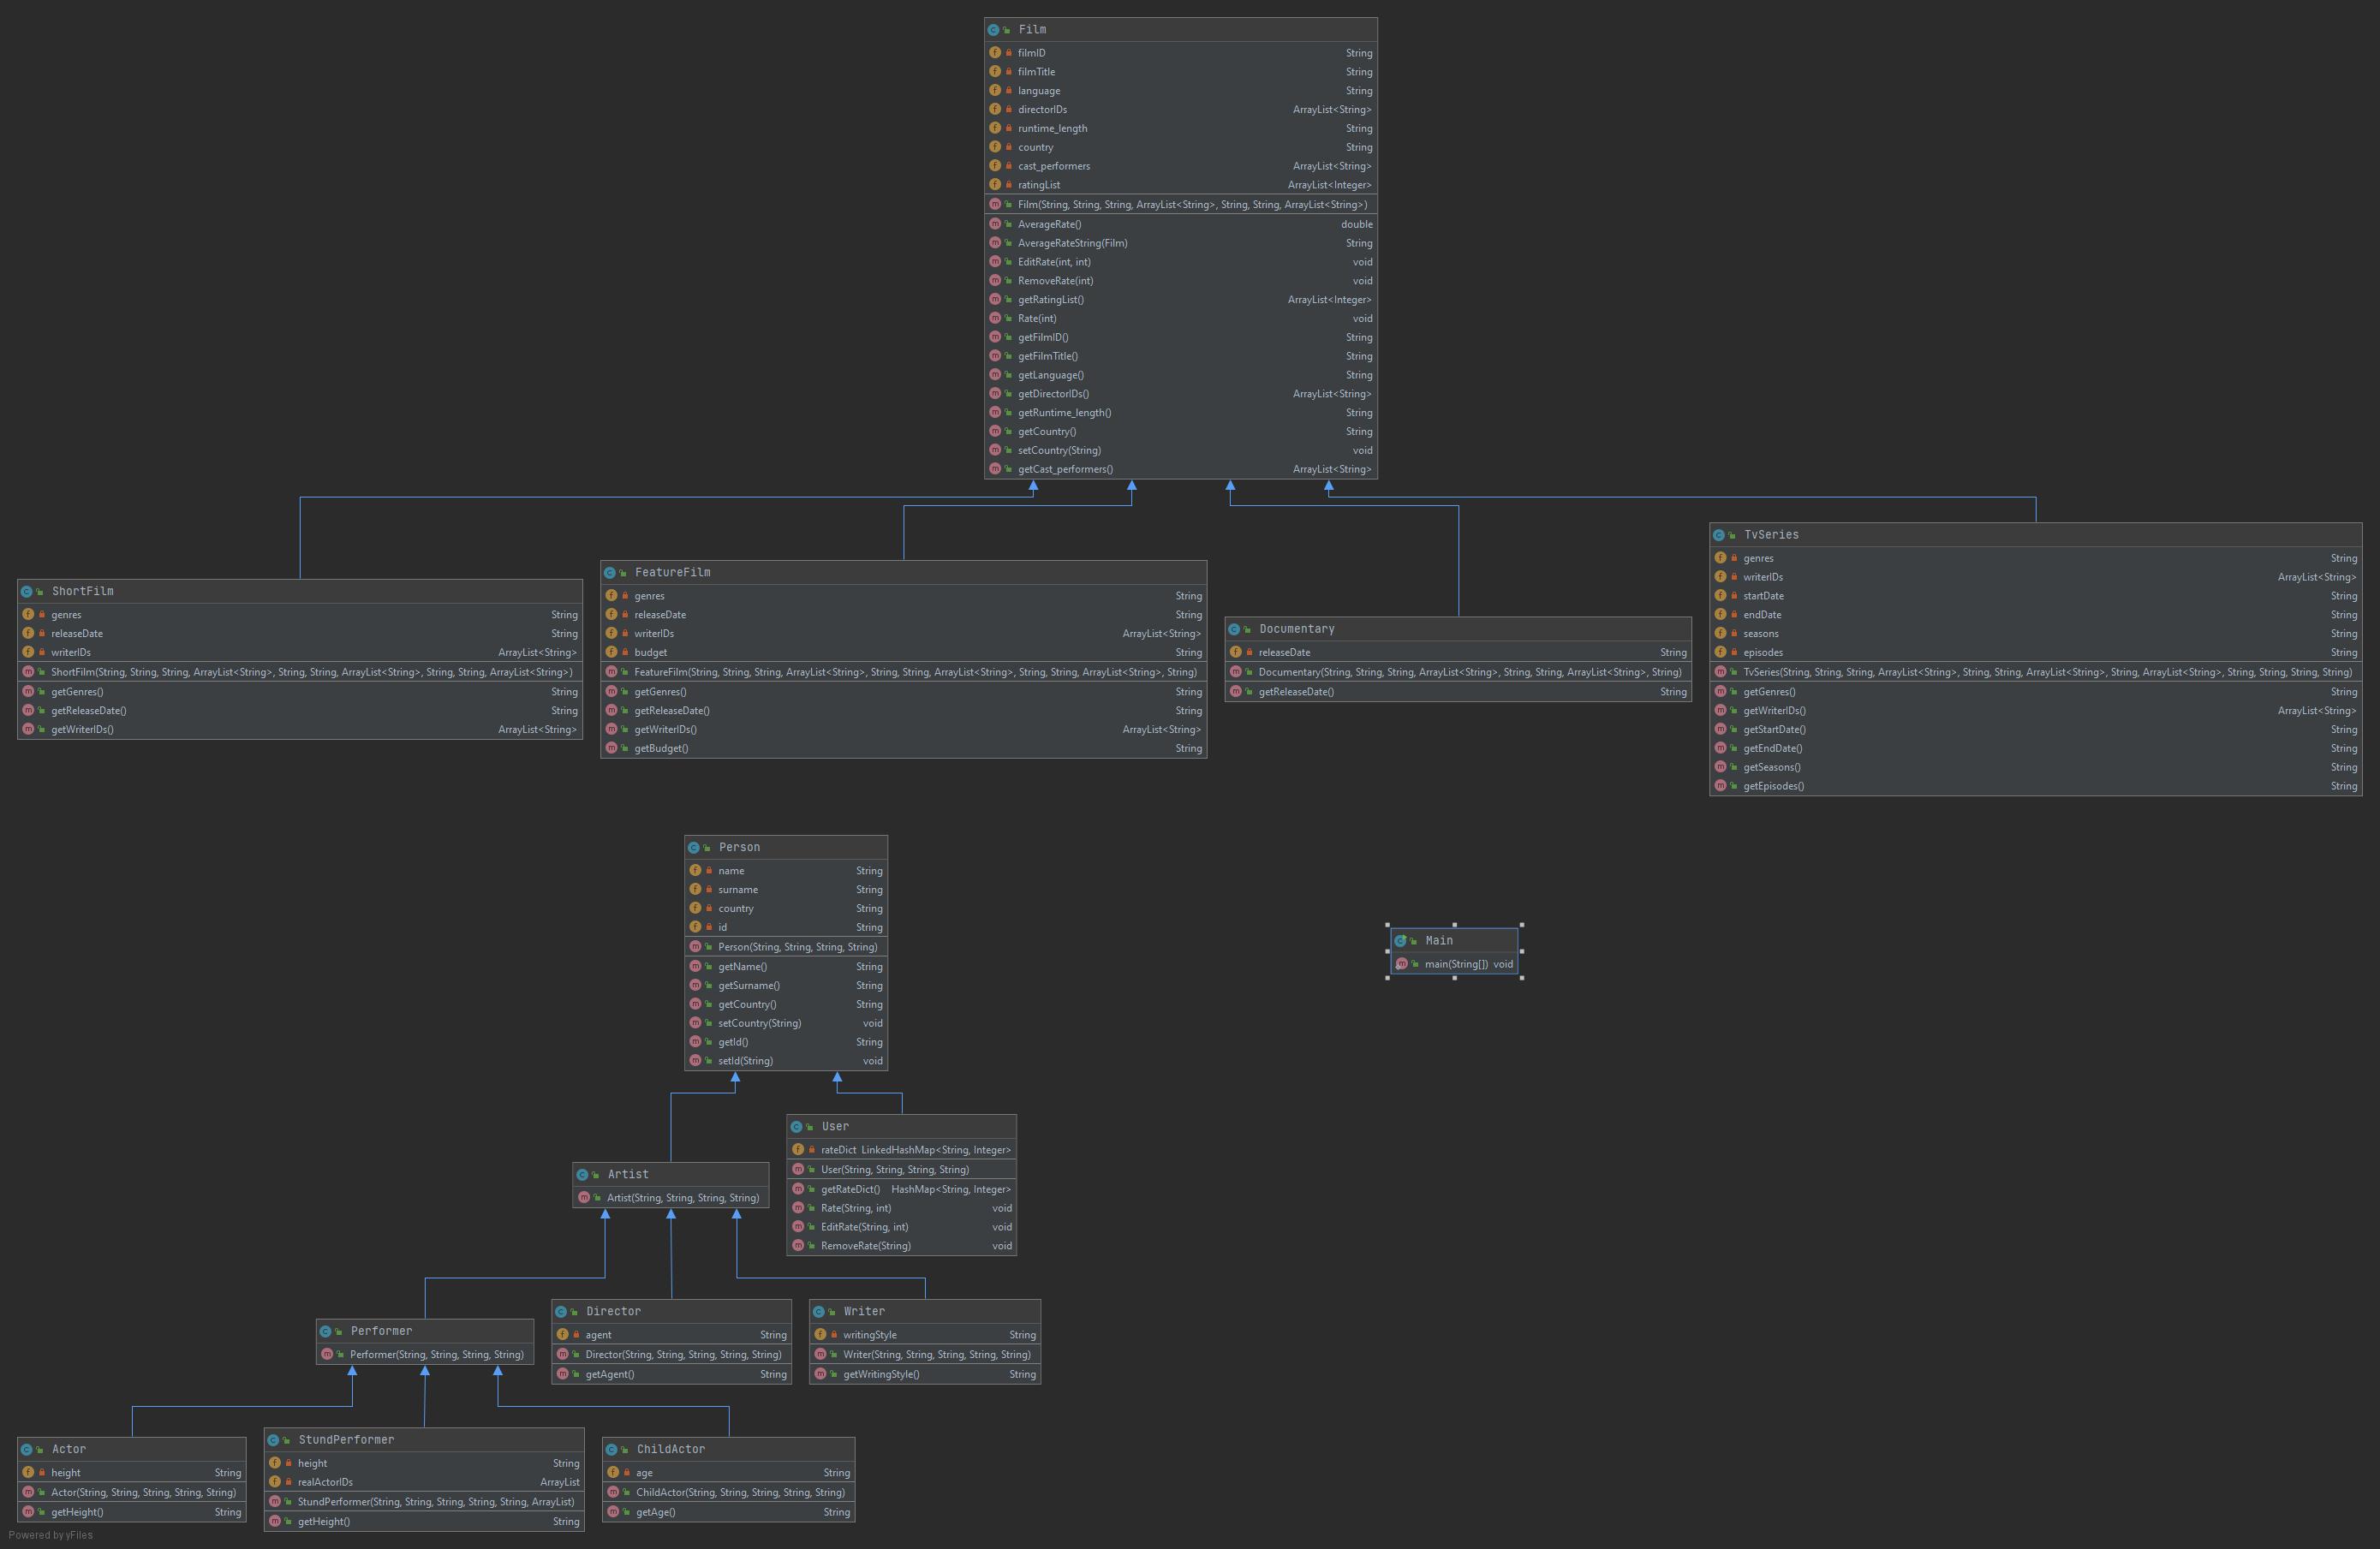 Film
filmID String
filmTitle String
language String
directorIDs ArrayList<String>
runtime_length String
country String
cast_performers ArrayList<String>
ratingList ArrayList<Integer>
Film(String, String, String, ArrayList<String>, String, String, ArrayList<String>)
AverageRate() double
AverageRateString(Film) String
EditRate(int, int) void
RemoveRate(int) void
getRatingList() ArrayList<Integer>
Rate(int) void
getFilmID() String
getFilmTitle() String
getLanguage() String
getDirectorIDs() ArrayList<String>
getRuntime_length() String
getCountry() String
setCountry(String) void
getCast_performers() ArrayList<String>
ShortFilm
genres String
releaseDate String
writerIDs ArrayList<String>
ShortFilm(String, String, String, ArrayList<String>, String, String, ArrayList<String>, String, String, ArrayList<String>)
getGenres() String
getReleaseDate() String
getWriterIDs() ArrayList<String>
FeatureFilm
genres String
releaseDate String
writerIDs ArrayList<String>
budget String
FeatureFilm(String, String, String, ArrayList<String>, String, String, ArrayList<String>, String, String, ArrayList<String>, String)
getGenres() String
getReleaseDate() String
getWriterIDs() ArrayList<String>
getBudget() String
Documentary
releaseDate String
Documentary(String, String, String, ArrayList<String>, String, String, ArrayList<String>, String)
getReleaseDate() String
TvSeries
genres String
writerIDs ArrayList<String>
startDate String
endDate String
seasons String
episodes String
TvSeries(String, String, String, ArrayList<String>, String, String, ArrayList<String>, String, ArrayList<String>, String, String, String, String)
getGenres() String
getWriterIDs() ArrayList<String>
getStartDate() String
getEndDate() String
getSeasons() String
getEpisodes() String
Person
name String
surname String
country String
id String
Person(String, String, String, String)
getName() String
getSurname() String
getCountry() String
setCountry(String) void
getId() String
setId(String) void
Main
main(String[]) void
User
rateDict LinkedHashMap<String, Integer>
User(String, String, String, String)
getRateDict() HashMap<String, Integer>
Rate(String, int) void
EditRate(String, int) void
RemoveRate(String) void
Artist
Artist(String, String, String, String)
Performer
Performer(String, String, String, String)
Director
agent String
Director(String, String, String, String, String)
getAgent() String
Writer
writingStyle String
Writer(String, String, String, String, String)
getWritingStyle() String
Actor
height String
Actor(String, String, String, String, String)
getHeight() String
StundPerformer
height String
realActorIDs ArrayList
StundPerformer(String, String, String, String, String, ArrayList)
getHeight() String
ChildActor
age String
ChildActor(String, String, String, String, String)
getAge() String
Powered by yFiles